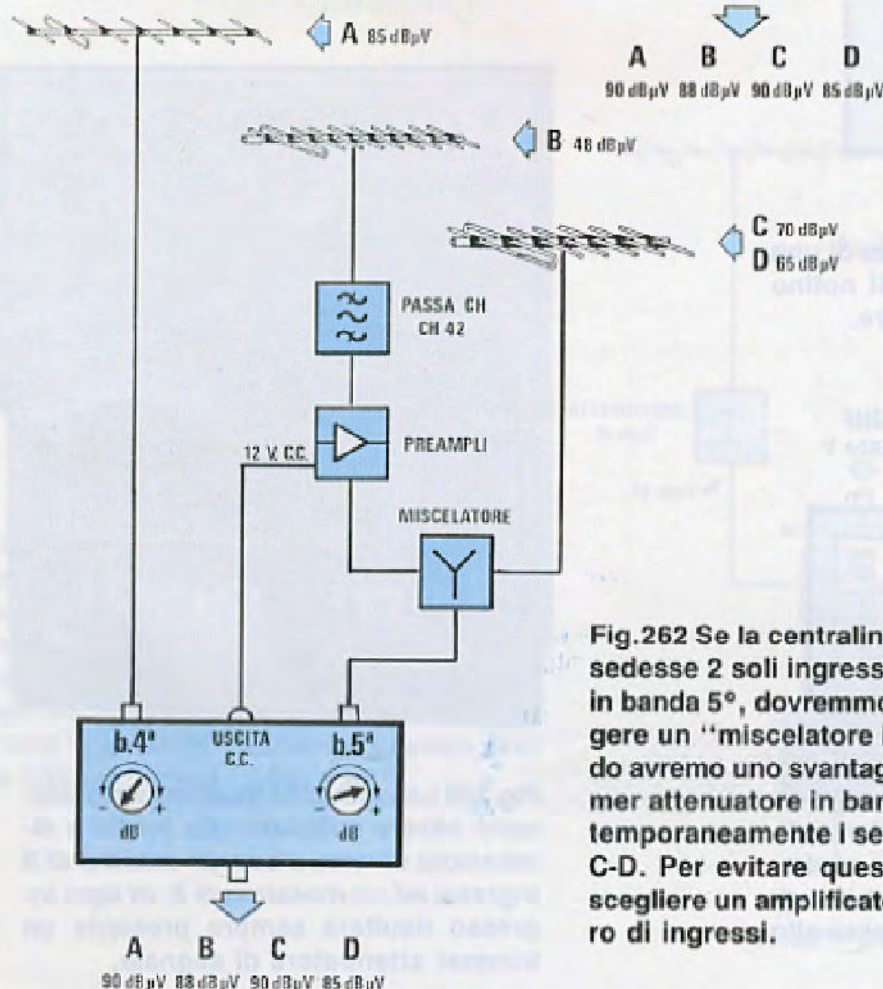 A 85 dBµV
A B C D
90 dBµV 88 dBµV 90 dBµV 85 dBµV
B 48 dBµV
C 70 dBµV
D 65 dBµV
PASSA CH
CH 42
12 V. C.C.
PREAMPLI
MISCELATORE
b.4ª
USCITA
C.C.
b.5ª
- +
dB
- +
dB
A B C D
90 dBµV 88 dBµV 90 dBµV 85 dBµV
Fig.262 Se la centralin
sedesse 2 soli ingress
in banda 5°, dovremmo
gere un "miscelatore
do avremo uno svantag
mer attenuatore in ban
temporaneamente i se
C-D. Per evitare ques
scegliere un amplificat
ro di ingressi.